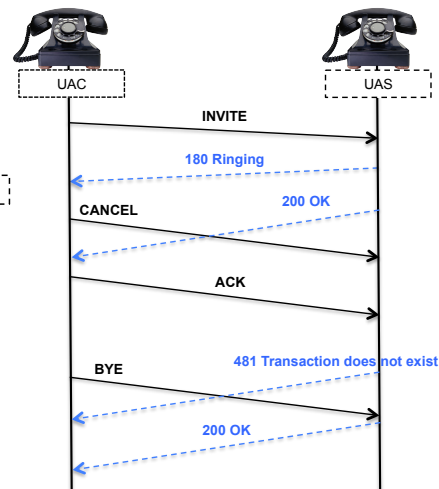 UAC
UAS
INVITE
180 Ringing
200 OK
CANCEL
ACK
481 Transaction does not exist
BYE
200 OK